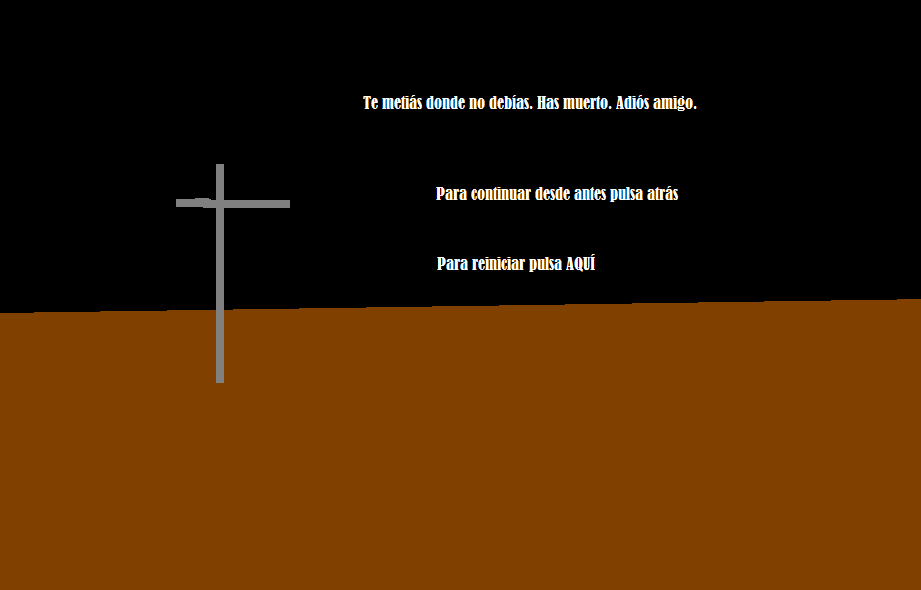 Te metiás donde no debías. Has muerto. Adiós amigo.
Para continuar desde antes pulsa atrás
Para reiniciar pulsa AQUÍ